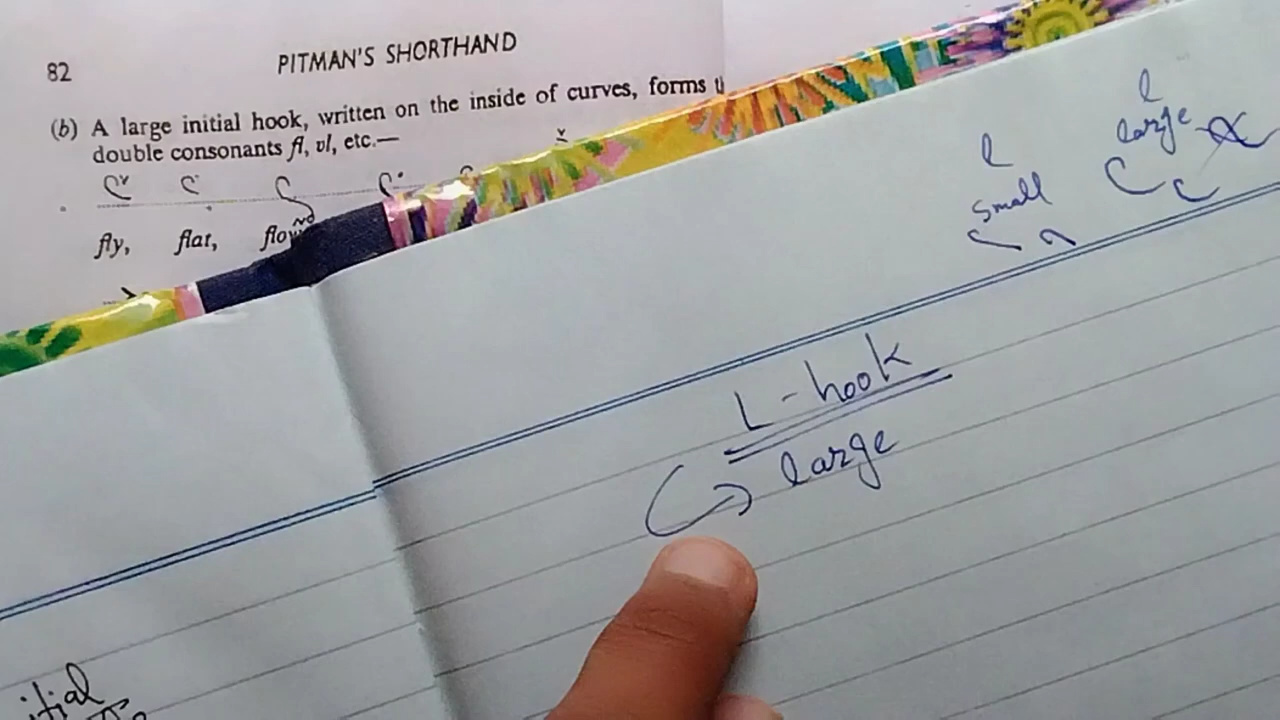 82
PITMAN'S SHORTHAND
(b) A large initial hook, written on the inside of curves, forms
double consonants fl, vl, etc.—
fly, flat,
l
small
l
large
L-hook
large